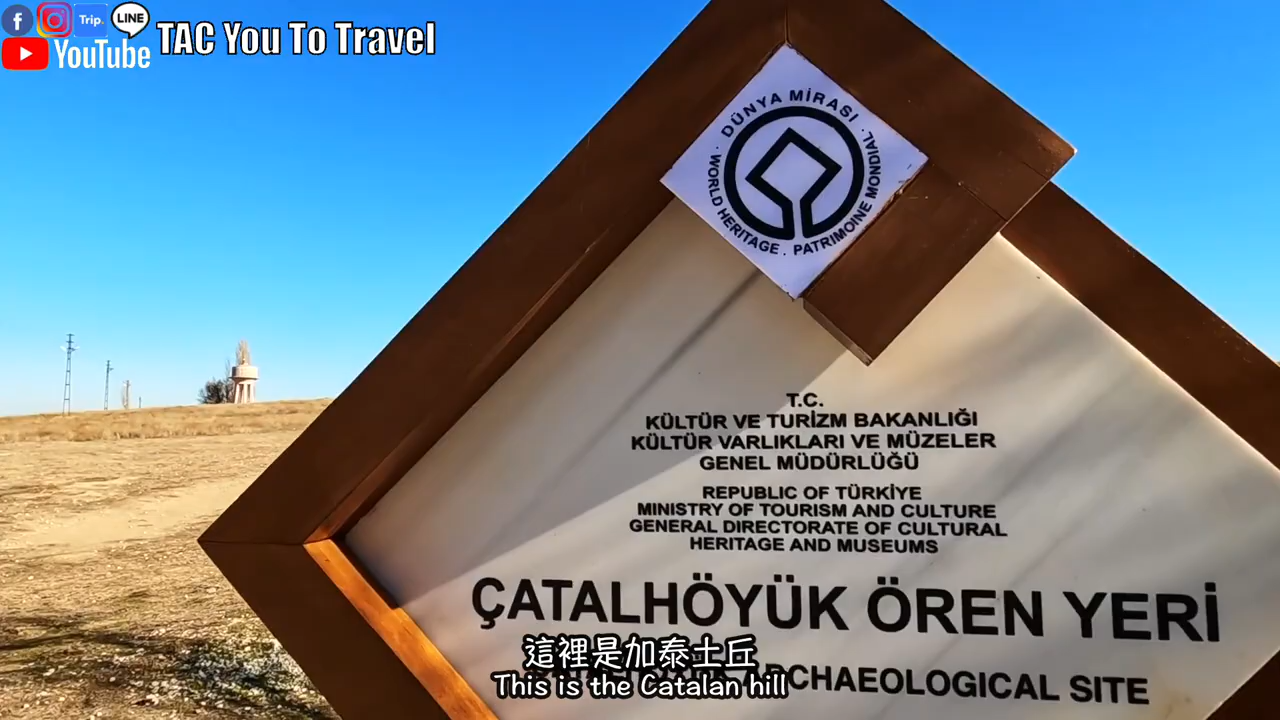 f
Trip.
LINE
YouTube
TAC You To Travel
DÜNYA MİRASI · WORLD HERITAGE . PATRIMOINE MONDIAL ·
T.C.
KÜLTÜR VE TURİZM BAKANLIĞI
KÜLTÜR VARLIKLARI VE MÜZELER
GENEL MÜDÜRLÜĞÜ
REPUBLIC OF TÜRKİYE
MINISTRY OF TOURISM AND CULTURE
GENERAL DIRECTORATE OF CULTURAL
HERITAGE AND MUSEUMS
ÇATALHÖYÜK ÖREN YERİ
ARCHAEOLOGICAL SITE
這裡是加泰土丘
This is the Catalan hill